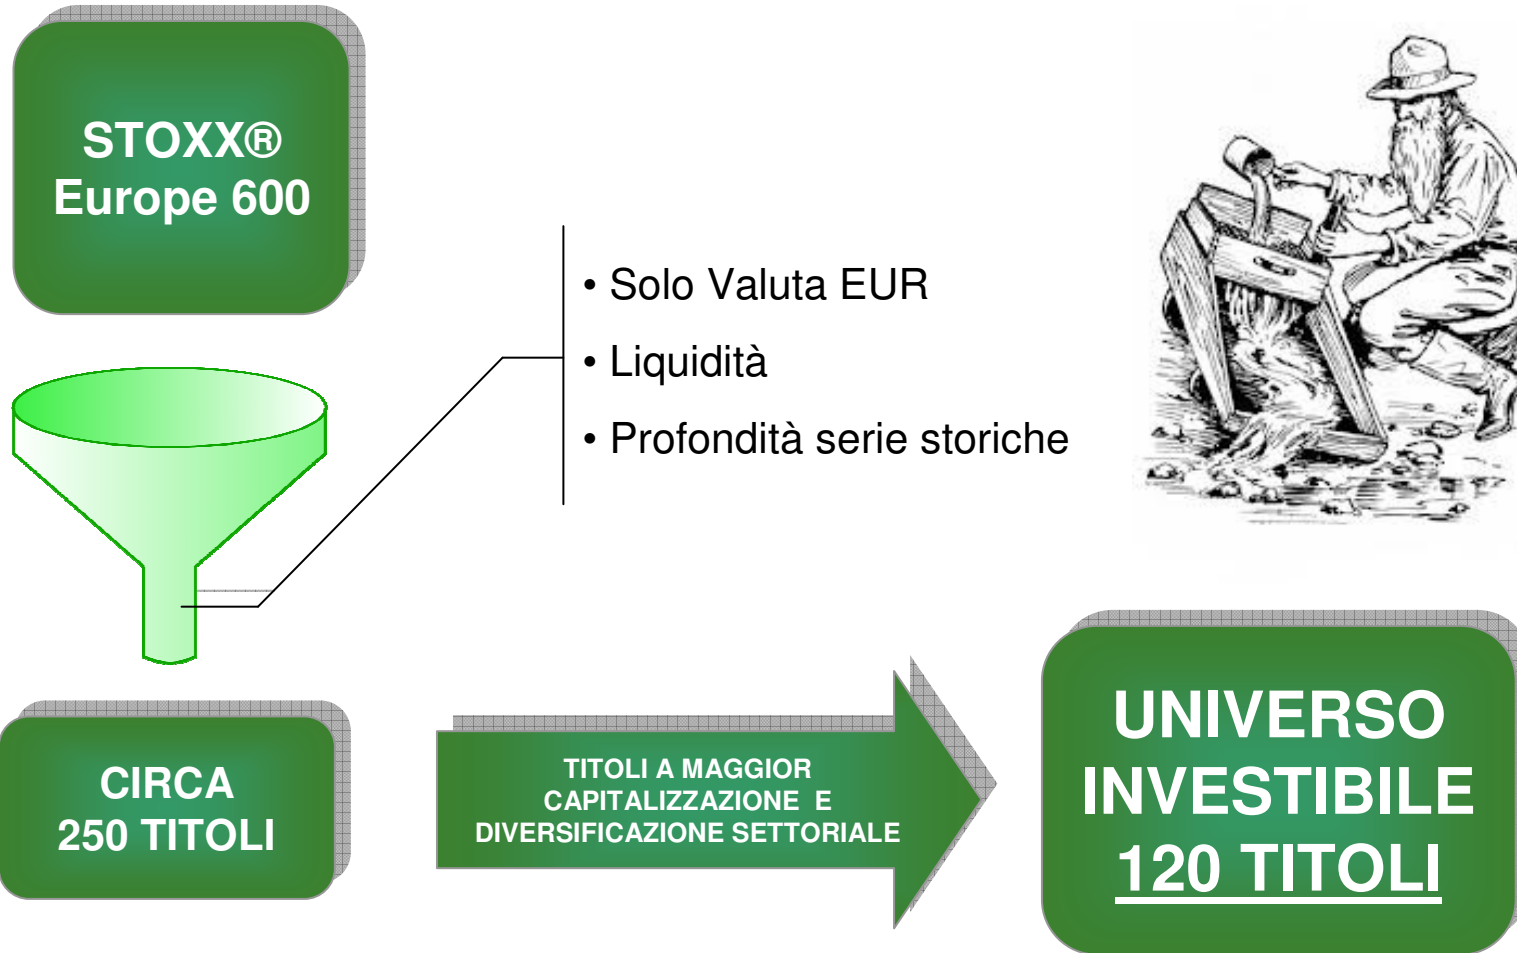 STOXX®
Europe 600
• Solo Valuta EUR
• Liquidità
• Profondità serie storiche
CIRCA
250 TITOLI
TITOLI A MAGGIOR
CAPITALIZZAZIONE E
DIVERSIFICAZIONE SETTORIALE
UNIVERSO
INVESTIBILE
120 TITOLI